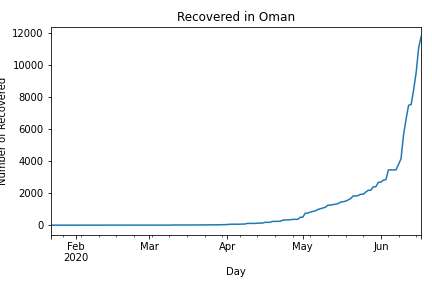 Recovered in Oman
12000
10000
8000
6000
4000
2000
0
Number of Recovered
Feb
2020
Mar
Apr
May
Jun
Day